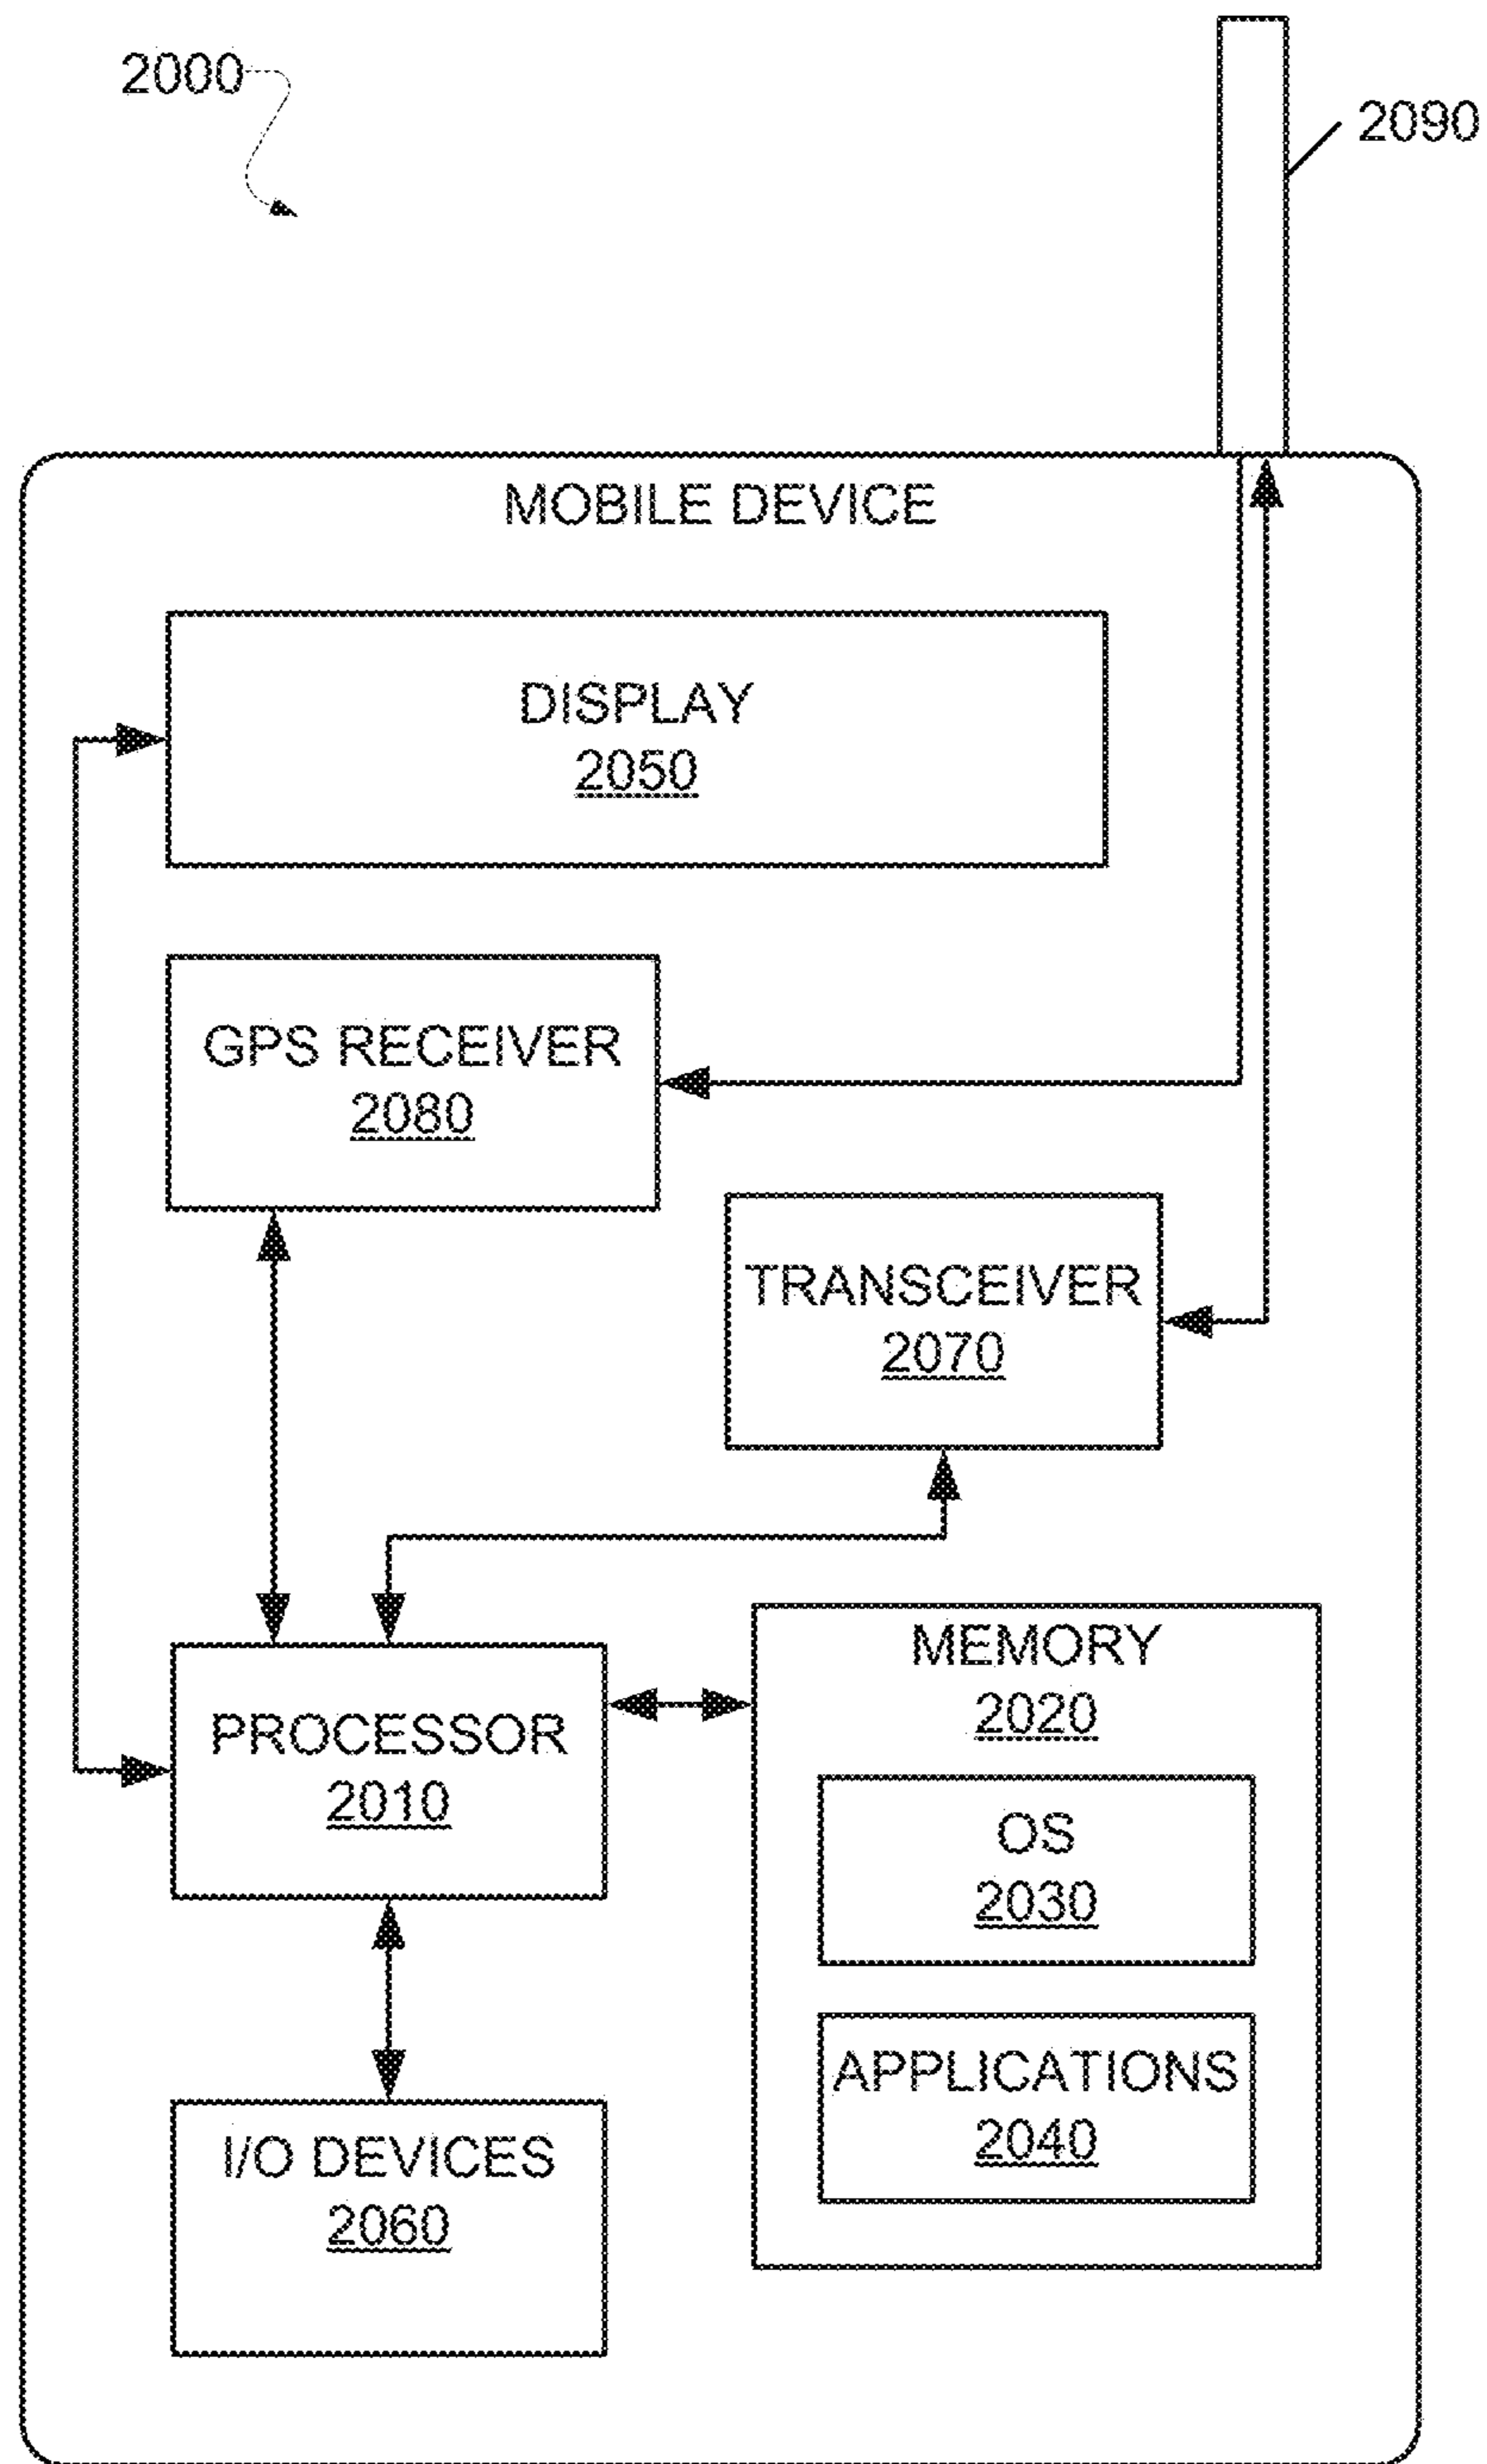 2000
2090
MOBILE DEVICE
DISPLAY
2050
GPS RECEIVER
2080
TRANSCEIVER
2070
PROCESSOR
2010
MEMORY
2020
OS
2030
APPLICATIONS
2040
I/O DEVICES
2060